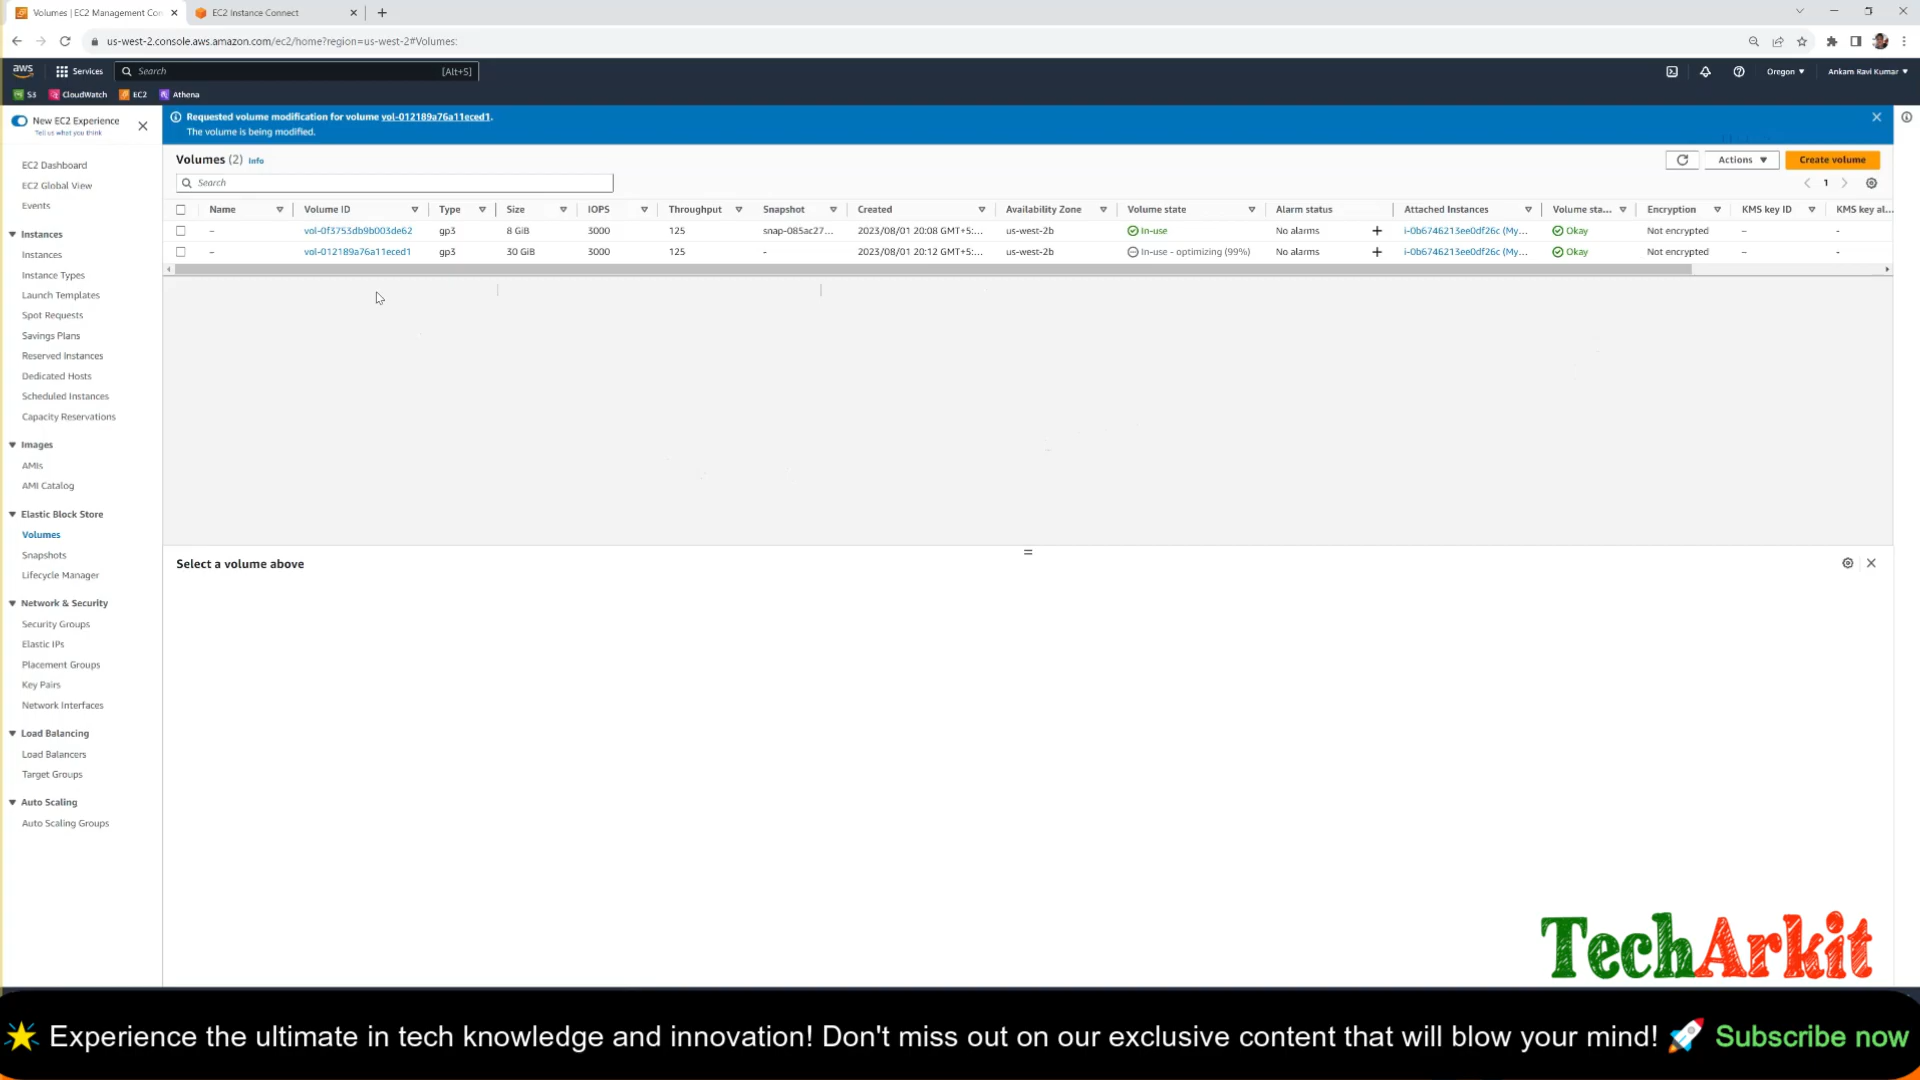 Volumes | EC2 Management Con
EC2 Instance Connect
us-west-2.console.aws.amazon.com/ec2/home?region=us-west-2#Volumes:
aws
Services
Search
[Alt+S]
Oregon
Ankam Ravi Kumar
S3
CloudWatch
EC2
Athena
New EC2 Experience
Tell us what you think
Requested volume modification for volume vol-012189a76a11eced1.
The volume is being modified.
Volumes (2) Info
Actions
Create volume
Search
1
Name Volume ID Type Size IOPS Throughput Snapshot Created Availability Zone Volume state Alarm status Attached Instances Volume sta... Encryption KMS key ID KMS key al...
– vol-0f3753db9b003de62 gp3 8 GiB 3000 125 snap-085ac27... 2023/08/01 20:08 GMT+5:... us-west-2b In-use No alarms + i-0b6746213ee0df26c (My... Okay Not encrypted – -
– vol-012189a76a11eced1 gp3 30 GiB 3000 125 - 2023/08/01 20:12 GMT+5:... us-west-2b In-use - optimizing (99%) No alarms + i-0b6746213ee0df26c (My... Okay Not encrypted – -
EC2 Dashboard
EC2 Global View
Events
Instances
Instances
Instance Types
Launch Templates
Spot Requests
Savings Plans
Reserved Instances
Dedicated Hosts
Scheduled Instances
Capacity Reservations
Images
AMIs
AMI Catalog
Elastic Block Store
Volumes
Snapshots
Lifecycle Manager
Network & Security
Security Groups
Elastic IPs
Placement Groups
Key Pairs
Network Interfaces
Load Balancing
Load Balancers
Target Groups
Auto Scaling
Auto Scaling Groups
Select a volume above
TechArkit
Experience the ultimate in tech knowledge and innovation! Don't miss out on our exclusive content that will blow your mind! Subscribe now